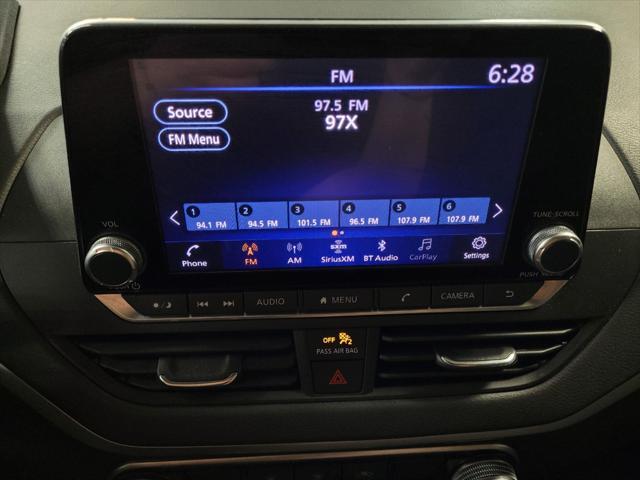 FM 6:28
Source
97.5 FM
97X
FM Menu
1 2 3 4 5 6
94.1 FM 94.5 FM 101.5 FM 96.5 FM 107.9 FM 107.9 FM
VOL
TUNE·SCROLL
sxm
Phone FM AM SiriusXM BT Audio CarPlay Settings
AUDIO MENU CAMERA
OFF 2
PASS AIR BAG